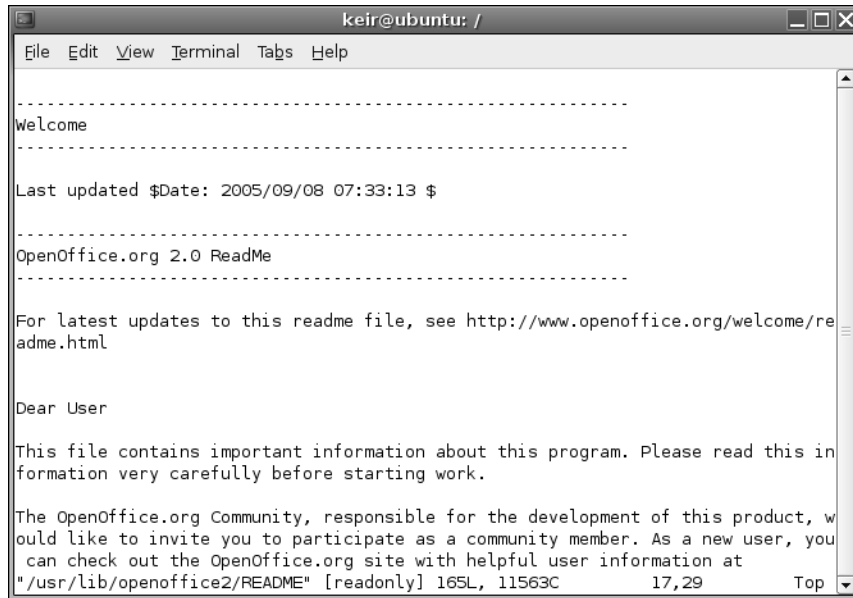 keir@ubuntu: /
File Edit View Terminal Tabs Help
------------------------------------------------------------
Welcome
------------------------------------------------------------
Last updated $Date: 2005/09/08 07:33:13 $
------------------------------------------------------------
OpenOffice.org 2.0 ReadMe
------------------------------------------------------------
For latest updates to this readme file, see http://www.openoffice.org/welcome/re
adme.html
Dear User
This file contains important information about this program. Please read this in
formation very carefully before starting work.
The OpenOffice.org Community, responsible for the development of this product, w
ould like to invite you to participate as a community member. As a new user, you
can check out the OpenOffice.org site with helpful user information at
"/usr/lib/openoffice2/README" [readonly] 165L, 11563C 17,29 Top